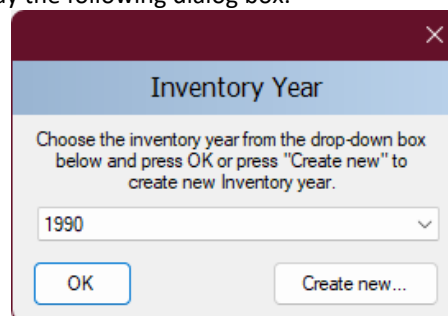 the following dialog box.
Inventory Year
Choose the inventory year from the drop-down box
below and press OK or press "Create new" to
create new Inventory year.
1990
OK
Create new...